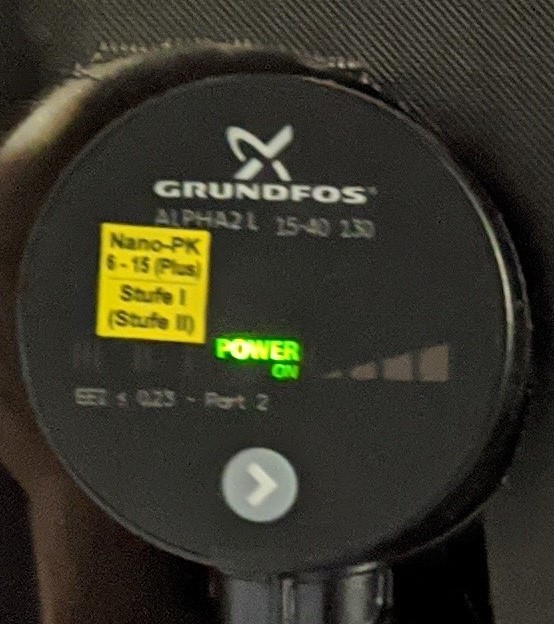 GRUNDFOS®
ALPHA2 L 15-40 130
Nano-PK
6 - 15 (Plus)
Stufe I
(Stufe II)
POWER
ON
EEI ≤ 0.23 - Part 2